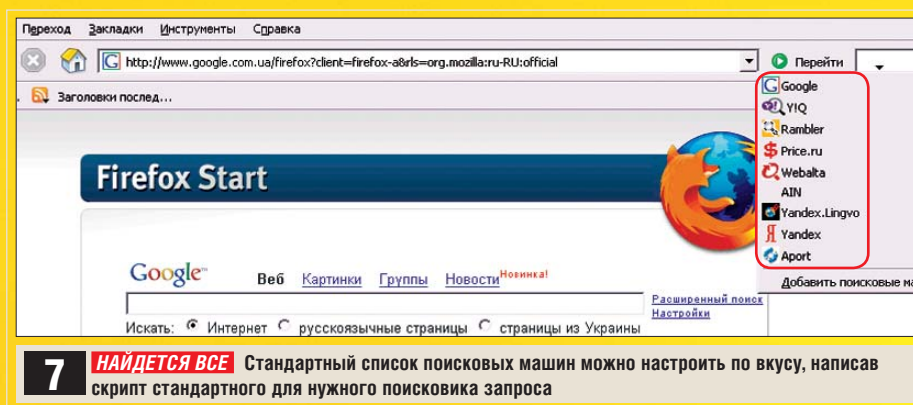 Переход Закладки Инструменты Справка
http://www.google.com.ua/firefox?client=firefox-a&rls=org.mozilla:ru-RU:official
Перейти
Заголовки послед...
Google
Y!Q
Rambler
Price.ru
Webalta
AIN
Yandex.Lingvo
Yandex
Aport
Добавить поисковые ма
Firefox Start
Google™
Веб Картинки Группы Новости Новинка!
Расширенный поиск
Настройки
Искать: Интернет русскоязычные страницы страницы из Украины
7 НАЙДЕТСЯ ВСЕ Стандартный список поисковых машин можно настроить по вкусу, написав
скрипт стандартного для нужного поисковика запроса